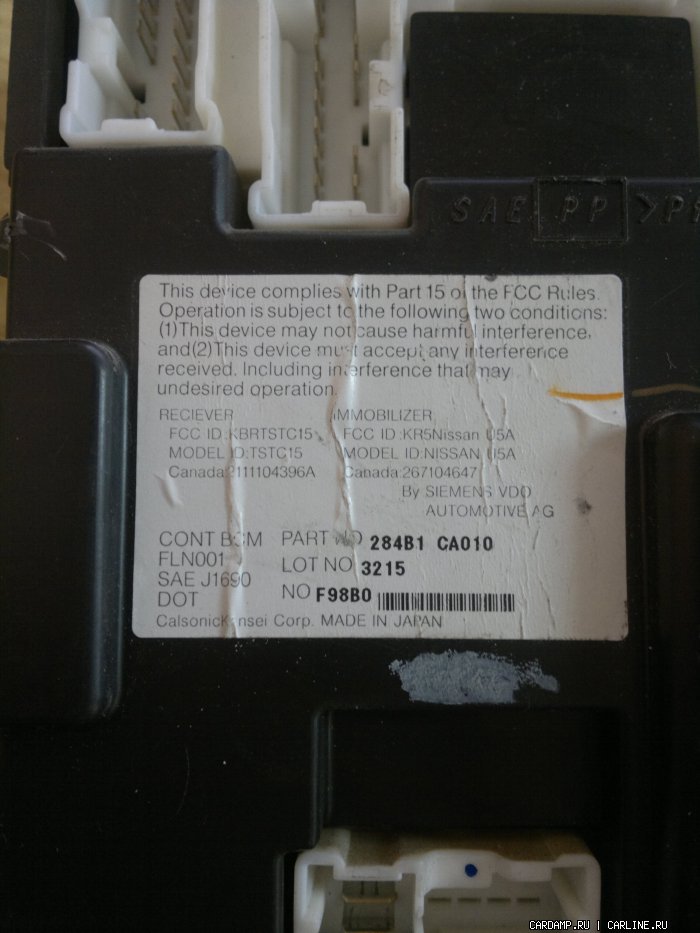 SAE PP >P
This device complies with Part 15 of the FCC Rules.
Operation is subject to the following two conditions:
(1)This device may not cause harmful interference,
and(2)This device must accept any interference
received. Including interference that may
undesired operation.
RECIEVER IMMOBILIZER
FCC ID:KBRTSTC15 FCC ID:KR5Nissan U5A
MODEL ID:TSTC15 MODEL ID:NISSAN U5A
Canada:2111104396A Canada:267104647
By SIEMENS VDO
AUTOMOTIVE AG
CONT BCM PART NO 284B1 CA010
FLN001 LOT NO 3215
SAE J1690
DOT NO F98B0
CalsonicKansei Corp. MADE IN JAPAN
CARDAMP.RU | CARLINE.RU